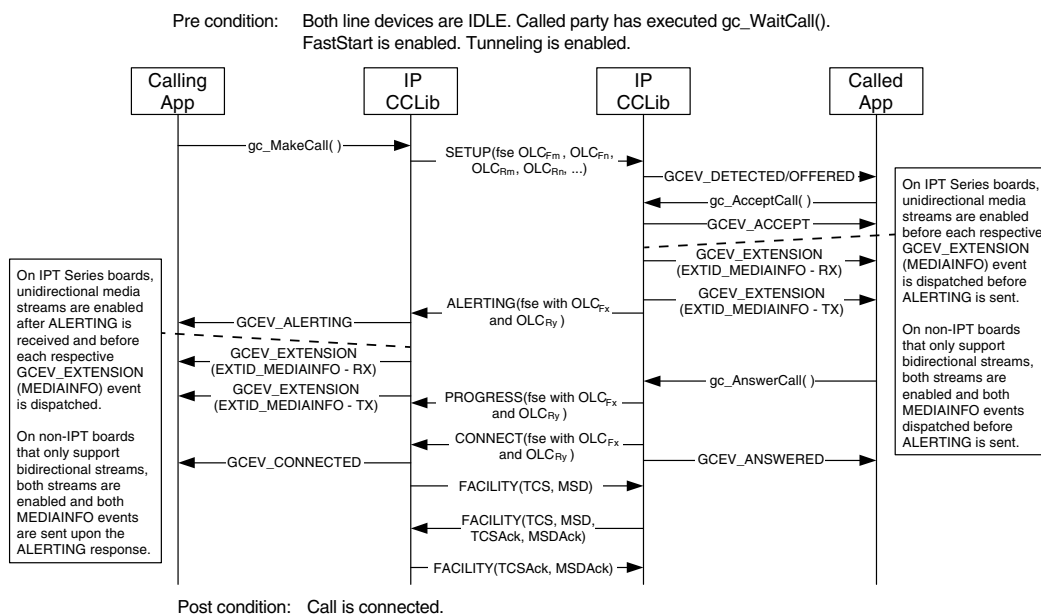 Pre condition: Both line devices are IDLE. Called party has executed gc_WaitCall().
FastStart is enabled. Tunneling is enabled.
Calling
App
IP
CCLib
IP
CCLib
Called
App
gc_MakeCall( )
SETUP(fse OLCFm, OLCFn,
OLCRm, OLCRn, ...)
GCEV_DETECTED/OFFERED
gc_AcceptCall( )
GCEV_ACCEPT
On IPT Series boards,
unidirectional media
streams are enabled
before each respective
GCEV_EXTENSION
(MEDIAINFO) event
is dispatched before
ALERTING is sent.
On non-IPT boards
that only support
bidirectional streams,
both streams are
enabled and both
MEDIAINFO events
dispatched before
ALERTING is sent.
GCEV_EXTENSION
(EXTID_MEDIAINFO - RX)
GCEV_EXTENSION
(EXTID_MEDIAINFO - TX)
ALERTING(fse with OLCFx
and OLCRy )
GCEV_ALERTING
On IPT Series boards,
unidirectional media
streams are enabled
after ALERTING is
received and before
each respective
GCEV_EXTENSION
(MEDIAINFO) event
is dispatched.
On non-IPT boards
that only support
bidirectional streams,
both streams are
enabled and both
MEDIAINFO events
are sent upon the
ALERTING response.
GCEV_EXTENSION
(EXTID_MEDIAINFO - RX)
GCEV_EXTENSION
(EXTID_MEDIAINFO - TX)
gc_AnswerCall( )
PROGRESS(fse with OLCFx
and OLCRy )
CONNECT(fse with OLCFx
and OLCRy )
GCEV_CONNECTED
GCEV_ANSWERED
FACILITY(TCS, MSD)
FACILITY(TCS, MSD,
TCSAck, MSDAck)
FACILITY(TCSAck, MSDAck)
Post condition: Call is connected.